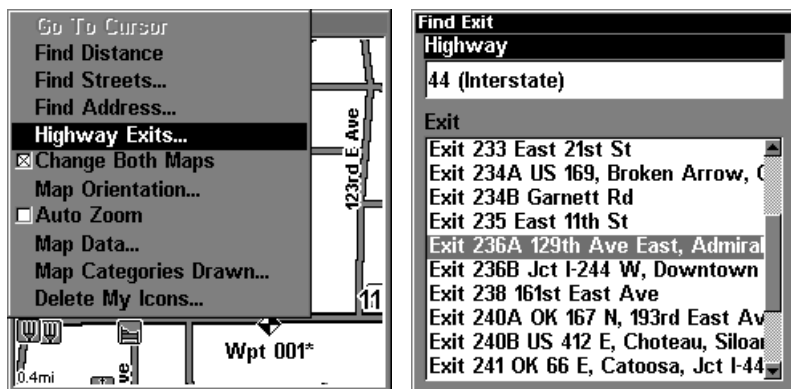 Go To Cursor
Find Distance
Find Streets...
Find Address...
Highway Exits...
Change Both Maps
Map Orientation...
Auto Zoom
Map Data...
Map Categories Drawn...
Delete My Icons...
123rd E Ave
11
Wpt 001*
0.4mi
ve
Find Exit
Highway
44 (Interstate)
Exit
Exit 233 East 21st St
Exit 234A US 169, Broken Arrow,
Exit 234B Garnett Rd
Exit 235 East 11th St
Exit 236A 129th Ave East, Admiral
Exit 236B Jct I-244 W, Downtown
Exit 238 161st East Ave
Exit 240A OK 167 N, 193rd East Av
Exit 240B US 412 E, Choteau, Siloa
Exit 241 OK 66 E, Catoosa, Jct I-44